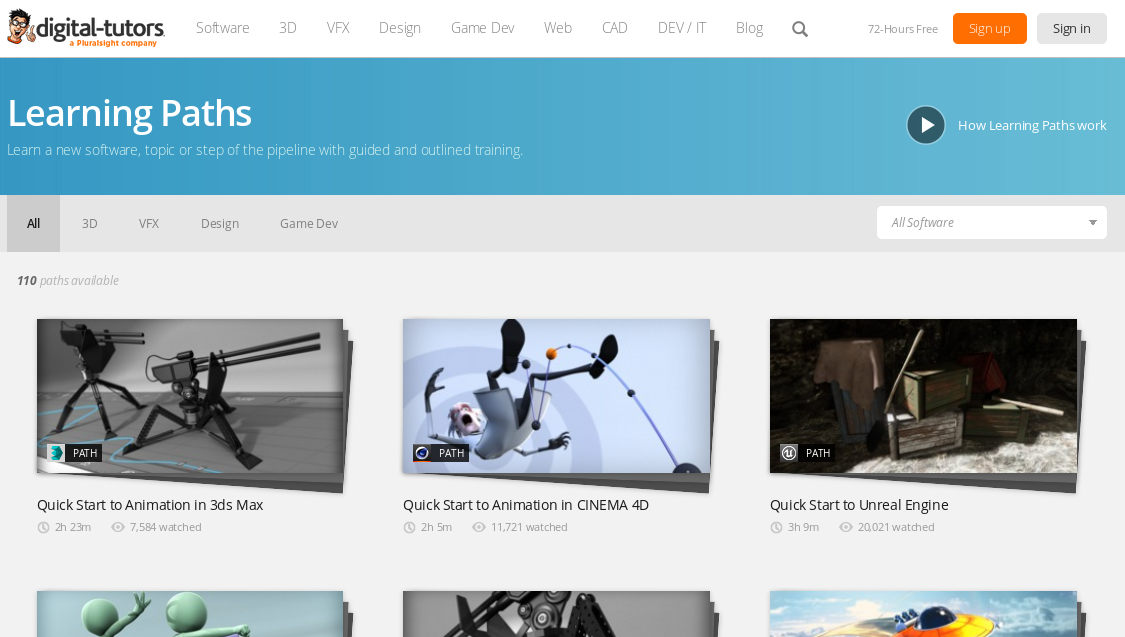 digital-tutors
a Pluralsight company
Software 3D VFX Design Game Dev Web CAD DEV / IT Blog
72-Hours Free Sign up Sign in
Learning Paths
How Learning Paths work
Learn a new software, topic or step of the pipeline with guided and outlined training.
All 3D VFX Design Game Dev All Software
110 paths available
PATH PATH PATH
Quick Start to Animation in 3ds Max
2h 23m 7,584 watched
Quick Start to Animation in CINEMA 4D
2h 5m 11,721 watched
Quick Start to Unreal Engine
3h 9m 20,021 watched